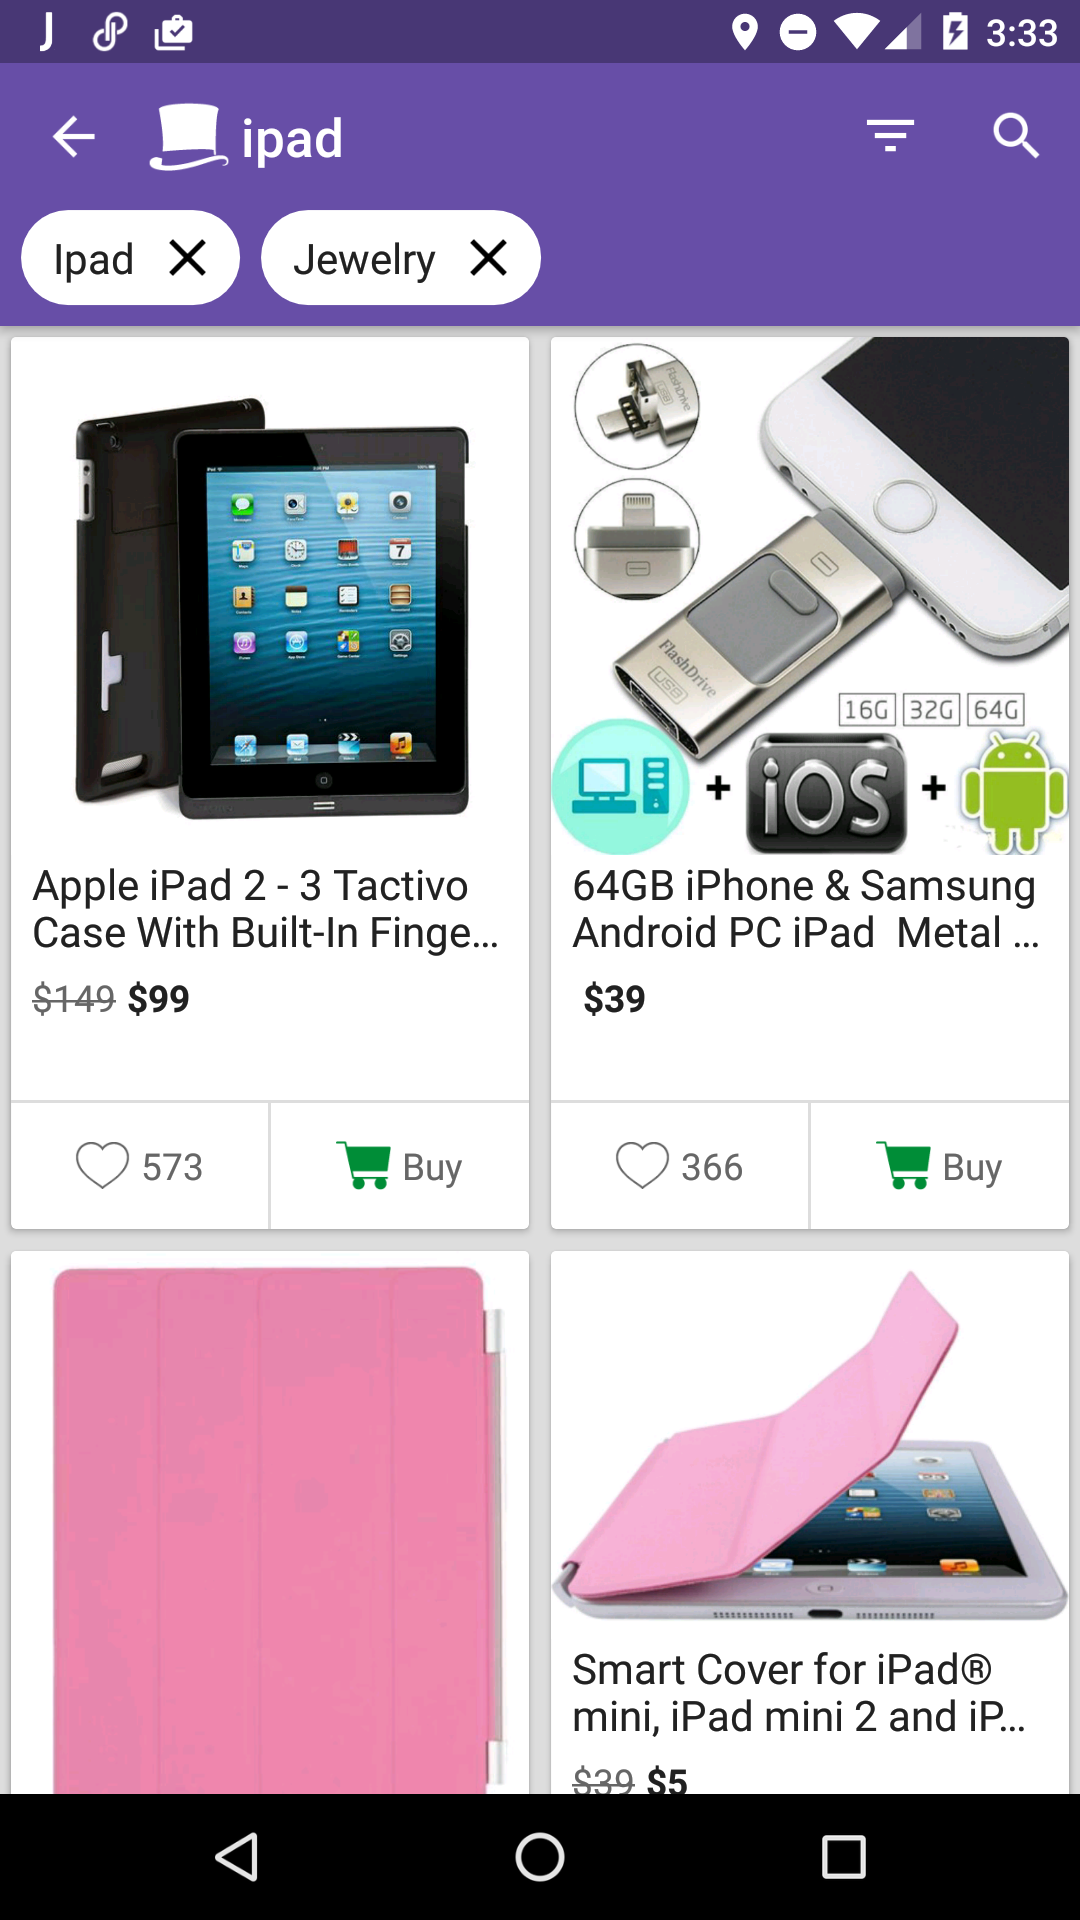 3:33
ipad
Ipad
Jewelry
FlashDrive
USB
FlashDrive
USB
16G 32G 64G
+ iOS +
Apple iPad 2 - 3 Tactivo
Case With Built-In Finge...
$149 $99
64GB iPhone & Samsung
Android PC iPad Metal ...
$39
573
Buy
366
Buy
Smart Cover for iPad®
mini, iPad mini 2 and iP...
$39 $5